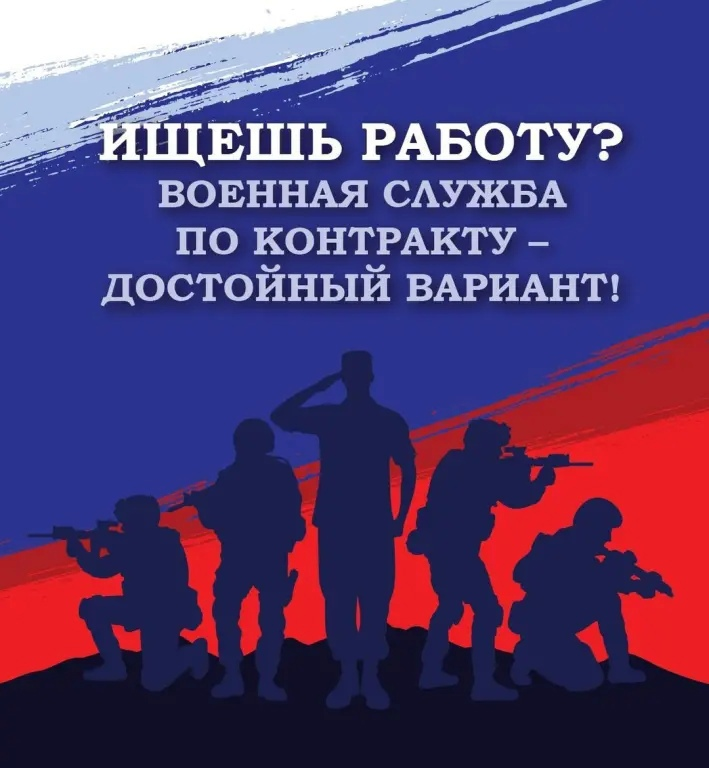 ИЩЕШЬ РАБОТУ?
ВОЕННАЯ СЛУЖБА
ПО КОНТРАКТУ –
ДОСТОЙНЫЙ ВАРИАНТ!